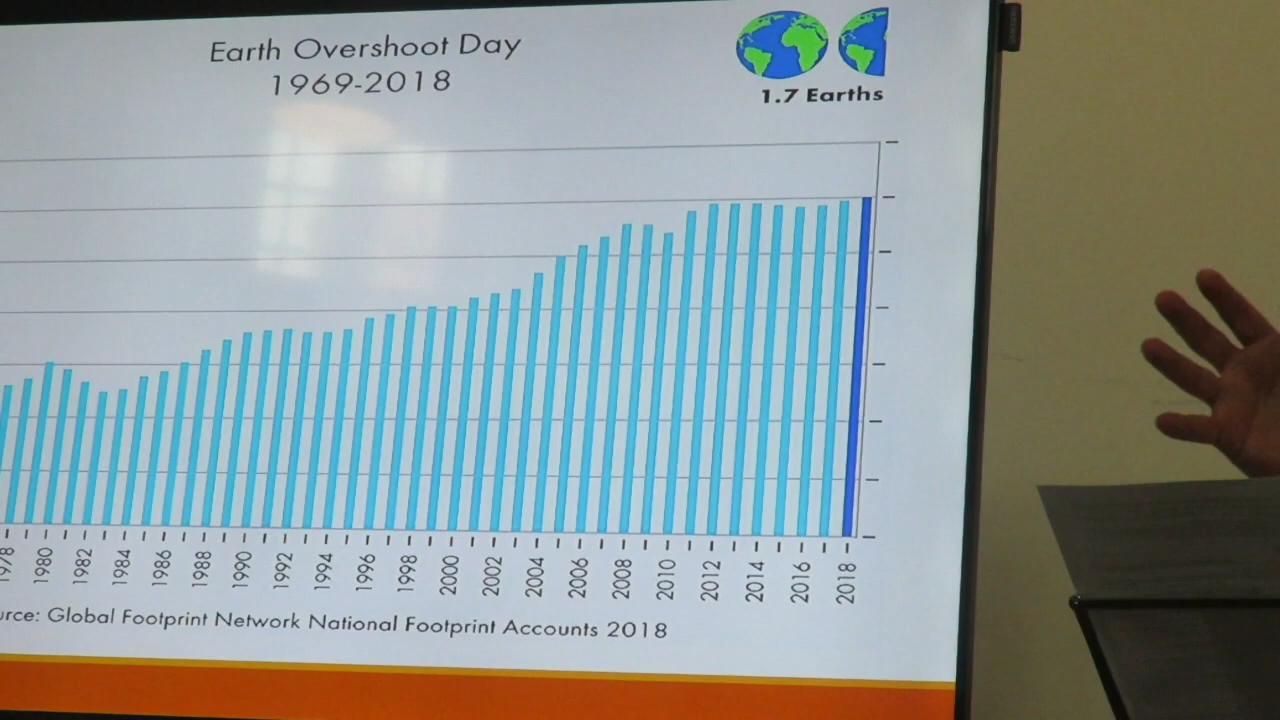 Earth Overshoot Day
1969-2018
1.7 Earths
1980 1982 1984 1986 1988 1990 1992 1994 1996 1998 2000 2002 2004 2006 2008 2010 2012 2014 2016 2018
Global Footprint Network National Footprint Accounts 2018